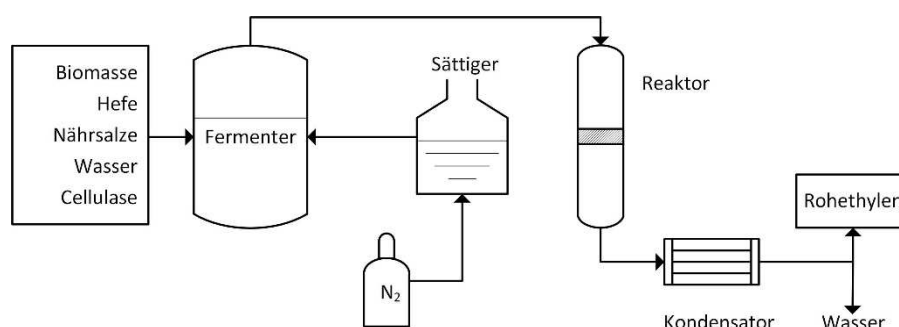 Biomasse
Hefe
Nährsalze
Wasser
Cellulase
Fermenter
Sättiger
N₂
Reaktor
Rohethylen
Kondensator
Wasser